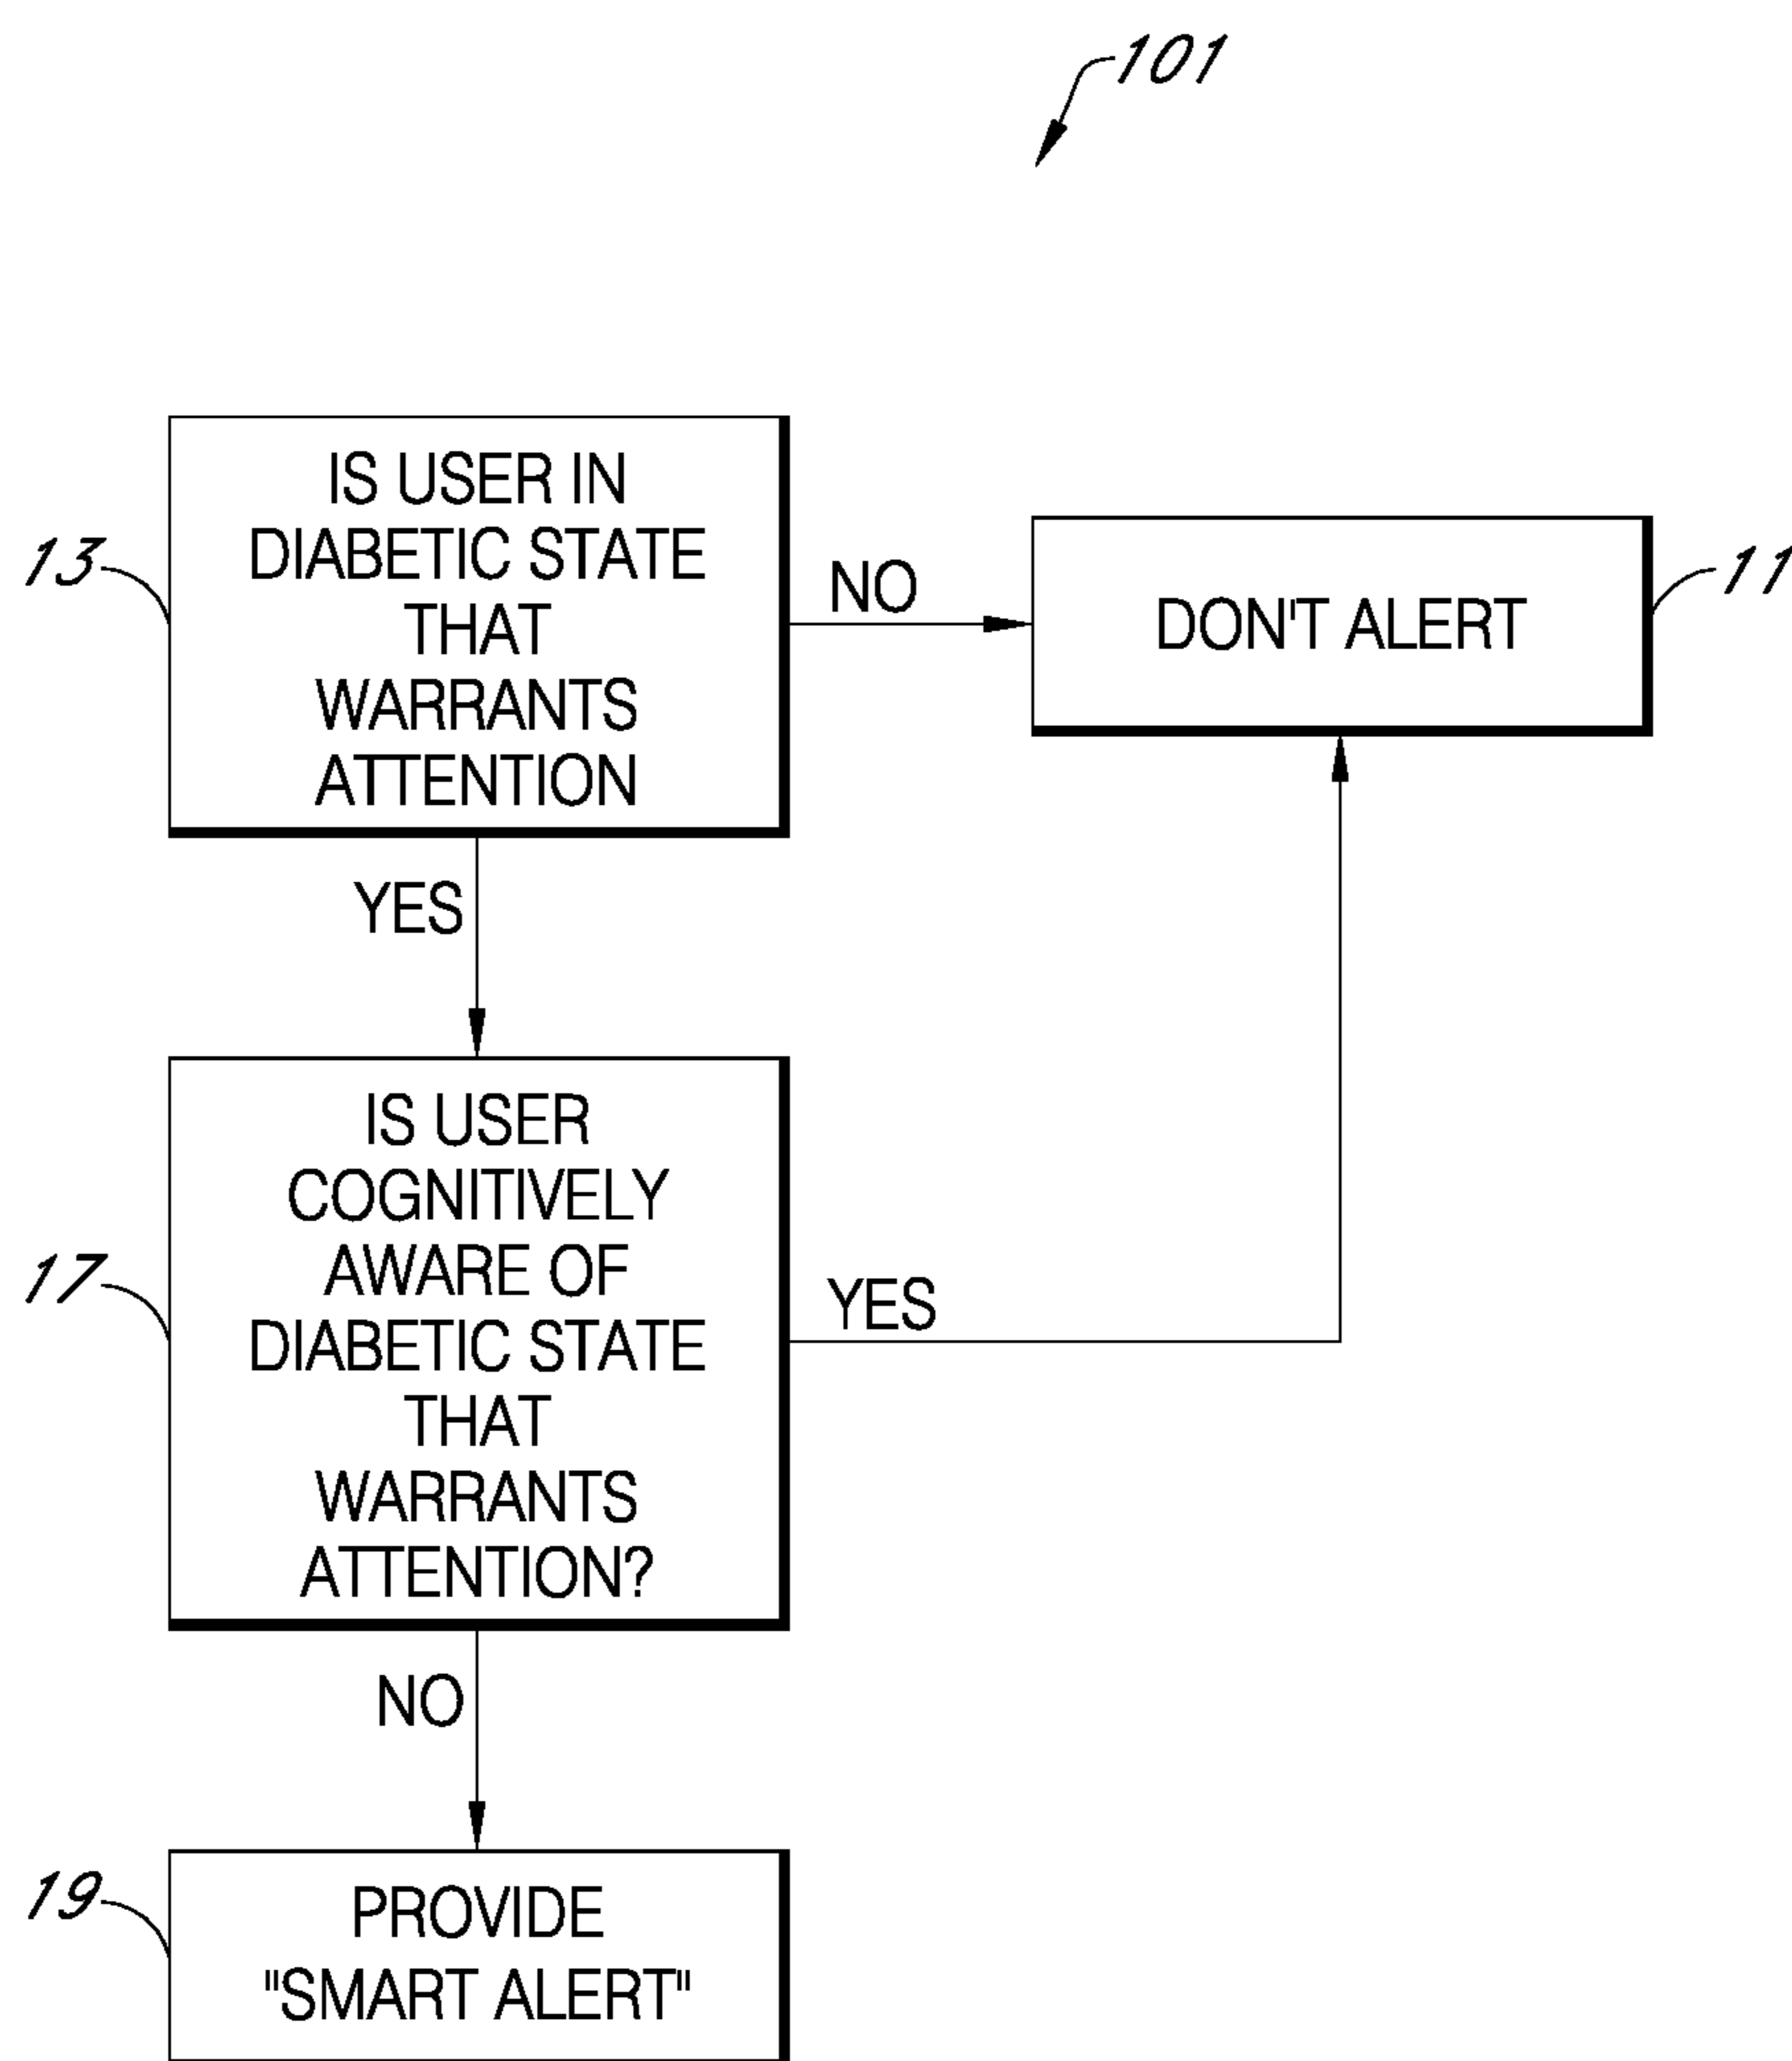 101
IS USER IN
DIABETIC STATE
THAT
WARRANTS
ATTENTION
13
NO
DON'T ALERT
11
YES
IS USER
COGNITIVELY
AWARE OF
DIABETIC STATE
THAT
WARRANTS
ATTENTION?
17
YES
NO
19
PROVIDE
"SMART ALERT"